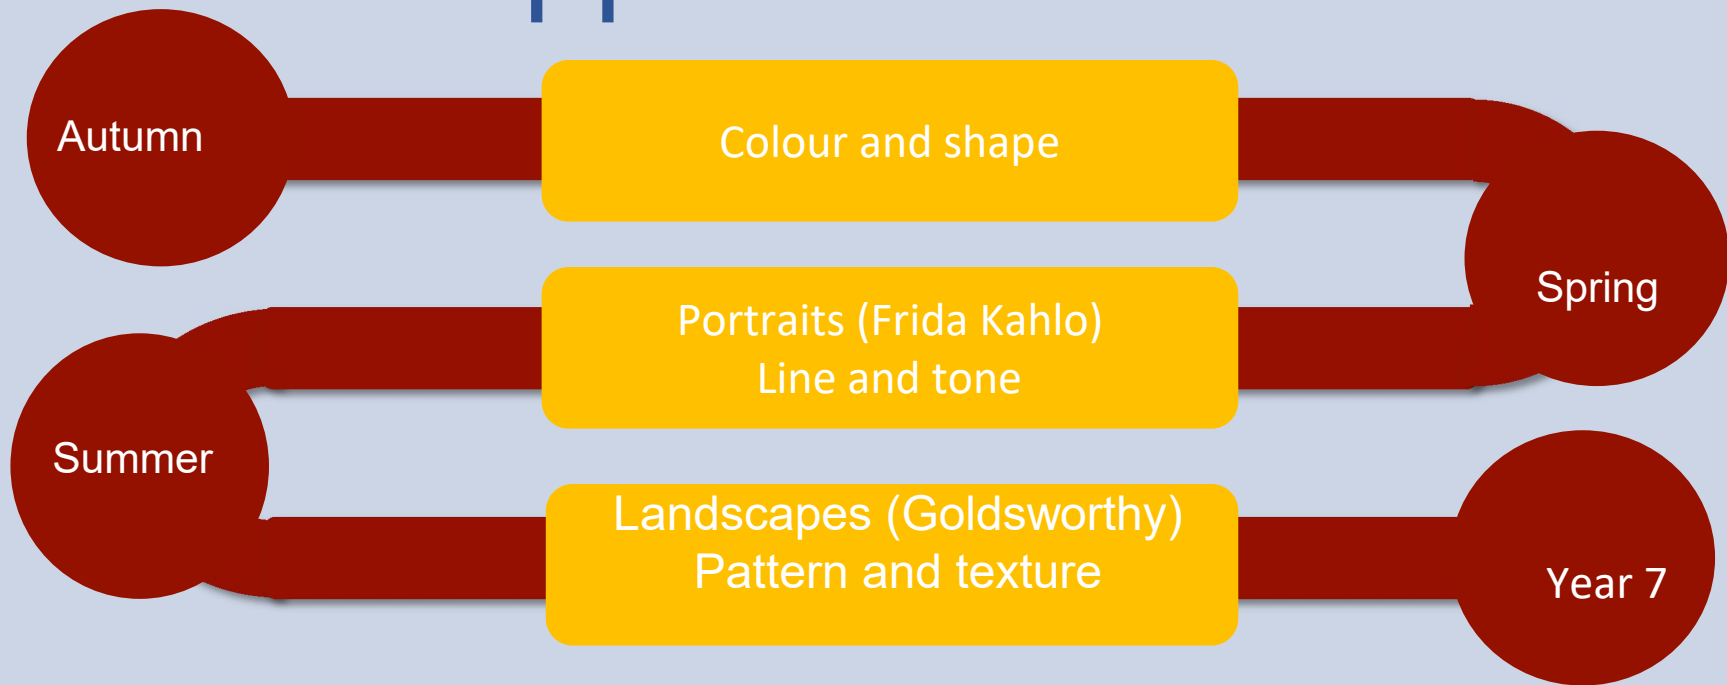 Autumn
Colour and shape
Spring
Portraits (Frida Kahlo)
Line and tone
Summer
Landscapes (Goldsworthy)
Pattern and texture
Year 7